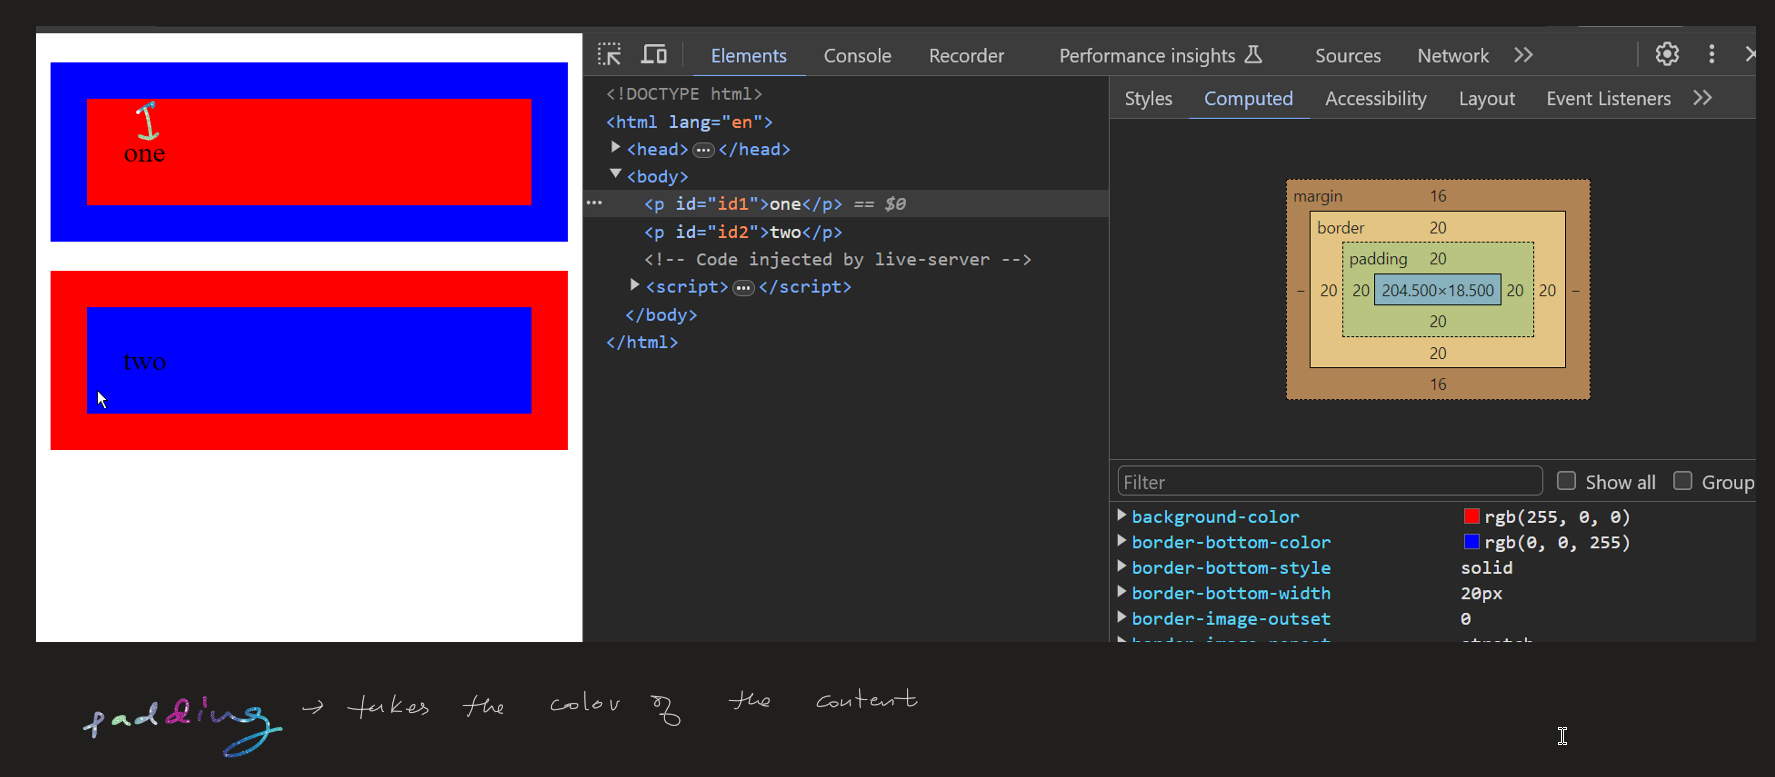 Elements Console Recorder Performance insights Sources Network
Styles Computed Accessibility Layout Event Listeners
one
two
<!DOCTYPE html>
<html lang="en">
<head> ··· </head>
<body>
··· <p id="id1">one</p> == $0
<p id="id2">two</p>
<!-- Code injected by live-server -->
<script> ··· </script>
</body>
</html>
margin 16
border 20
padding 20
– 20 20 204.500×18.500 20 20 –
20
20
16
Filter Show all Group
background-color rgb(255, 0, 0)
border-bottom-color rgb(0, 0, 255)
border-bottom-style solid
border-bottom-width 20px
border-image-outset 0
padding → takes the color of the content